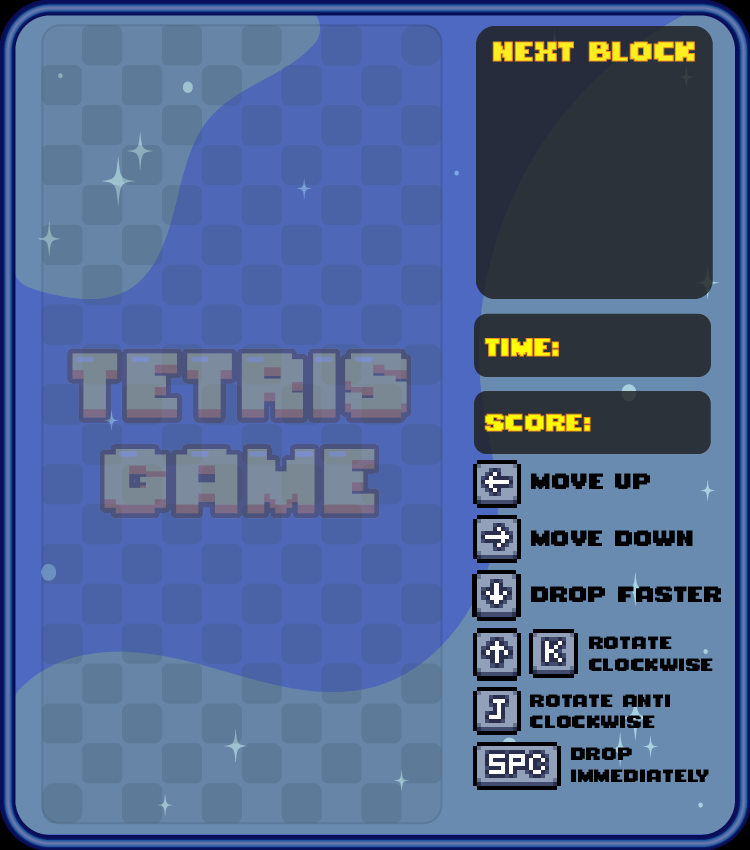 NEXT BLOCK
TETRIS
GAME
TIME:
SCORE:
MOVE UP
MOVE DOWN
DROP FASTER
K ROTATE
CLOCKWISE
J ROTATE ANTI
CLOCKWISE
SPC DROP
IMMEDIATELY